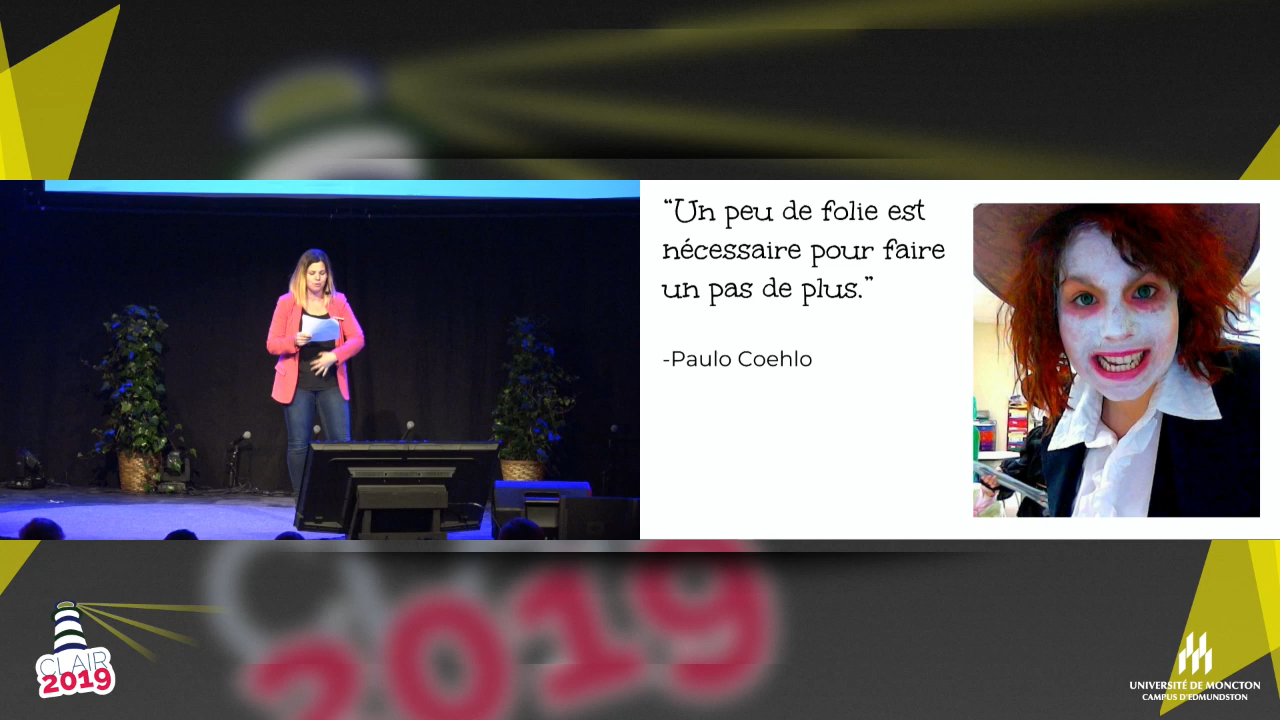 “Un peu de folie est
nécessaire pour faire
un pas de plus.”
-Paulo Coehlo
2019
CLAIR
2019
UNIVERSITÉ DE MONCTON
CAMPUS D'EDMUNDSTON